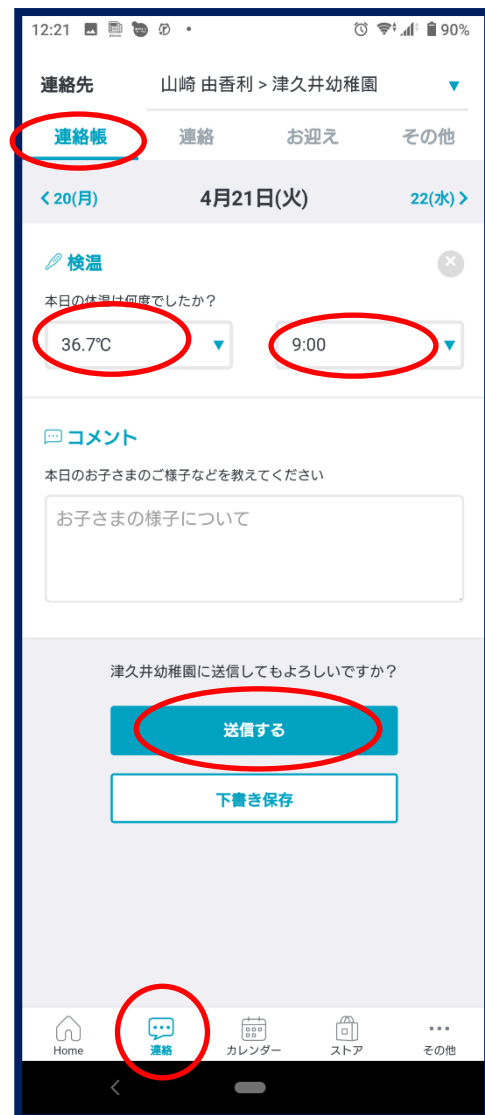 12:21 90%
連絡先 山崎 由香利 > 津久井幼稚園
連絡帳 連絡 お迎え その他
20(月) 4月21日(火) 22(水)
検温
本日の体温は何度でしたか？
36.7℃ 9:00
コメント
本日のお子さまのご様子などを教えてください
お子さまの様子について
津久井幼稚園に送信してもよろしいですか？
送信する
下書き保存
Home 連絡 カレンダー ストア その他